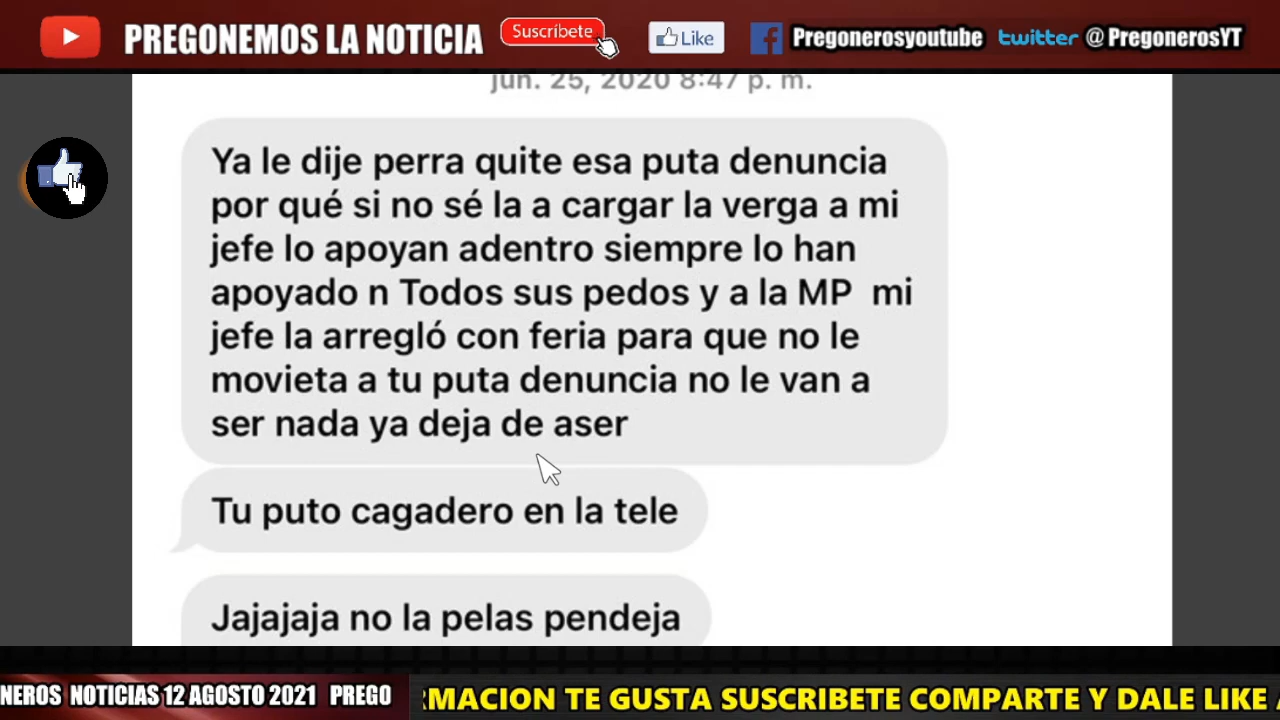 PREGONEMOS LA NOTICIA
Suscríbete
Like
Pregonerosyoutube
twitter @PregonerosYT
jun. 25, 2020 8:47 p. m.
Ya le dije perra quite esa puta denuncia
por qué si no sé la a cargar la verga a mi
jefe lo apoyan adentro siempre lo han
apoyado n Todos sus pedos y a la MP mi
jefe la arregló con feria para que no le
movieta a tu puta denuncia no le van a
ser nada ya deja de aser
Tu puto cagadero en la tele
Jajajaja no la pelas pendeja
NEROS NOTICIAS 12 AGOSTO 2021 PREGO
RMACION TE GUSTA SUSCRIBETE COMPARTE Y DALE LIKE